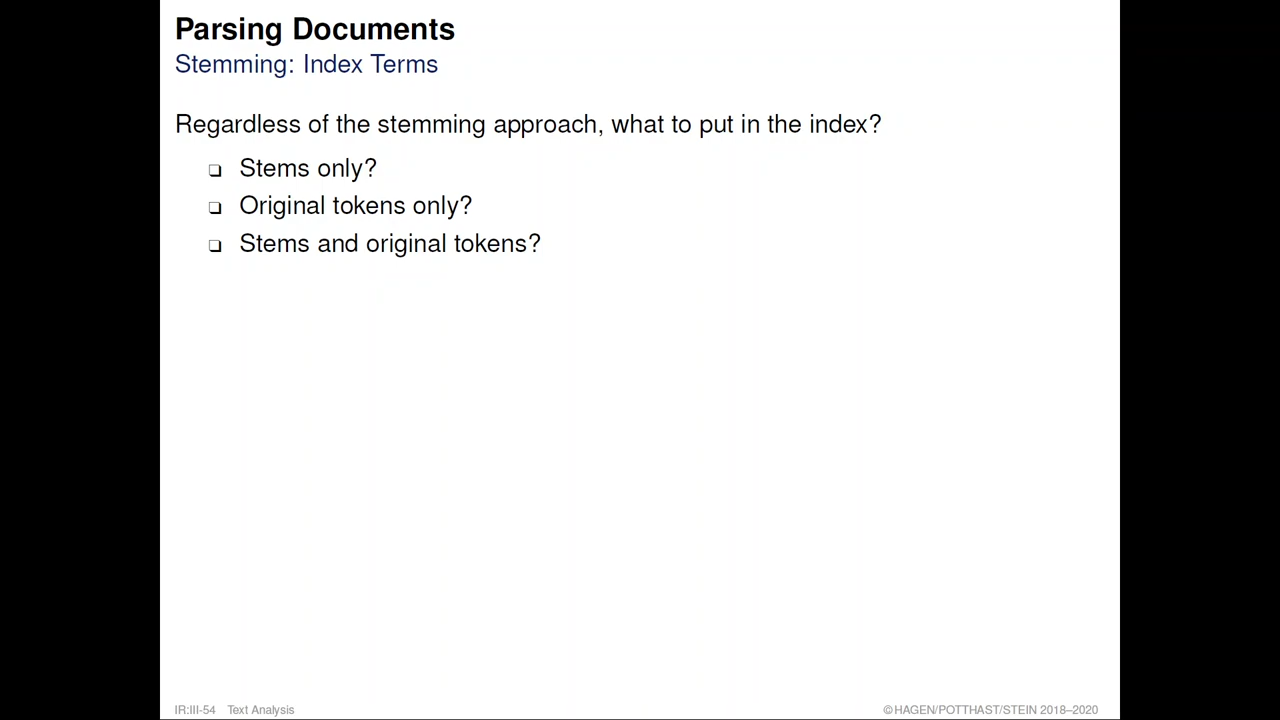 Parsing Documents
Stemming: Index Terms
Regardless of the stemming approach, what to put in the index?
❑ Stems only?
❑ Original tokens only?
❑ Stems and original tokens?
IR:III-54 Text Analysis
©HAGEN/POTTHAST/STEIN 2018–2020